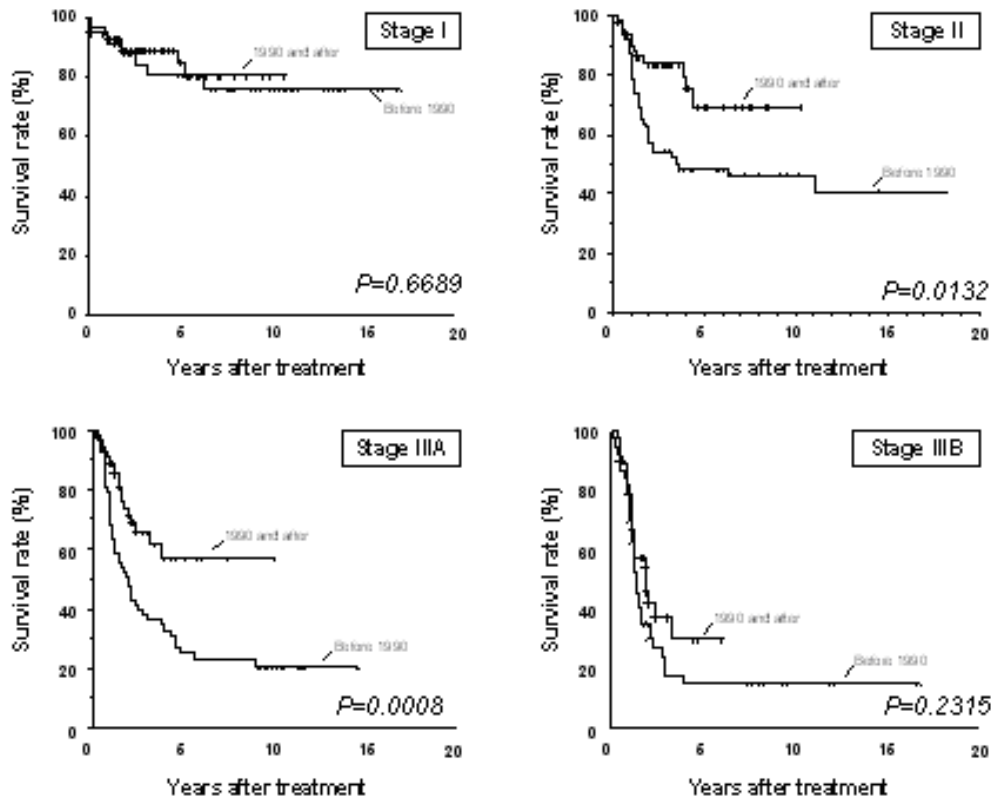 Stage I
Survival rate (%)
100
80
60
40
20
0
1990 and after
Before 1990
P=0.6689
0 6 10 16 20
Years after treatment
Stage II
Survival rate (%)
100
80
60
40
20
0
1990 and after
Before 1990
P=0.0132
0 6 10 16 20
Years after treatment
Stage IIIA
Survival rate (%)
100
80
60
40
20
0
1990 and after
Before 1990
P=0.0008
0 6 10 16 20
Years after treatment
Stage IIIB
Survival rate (%)
100
80
60
40
20
0
1990 and after
Before 1990
P=0.2315
0 6 10 16 20
Years after treatment